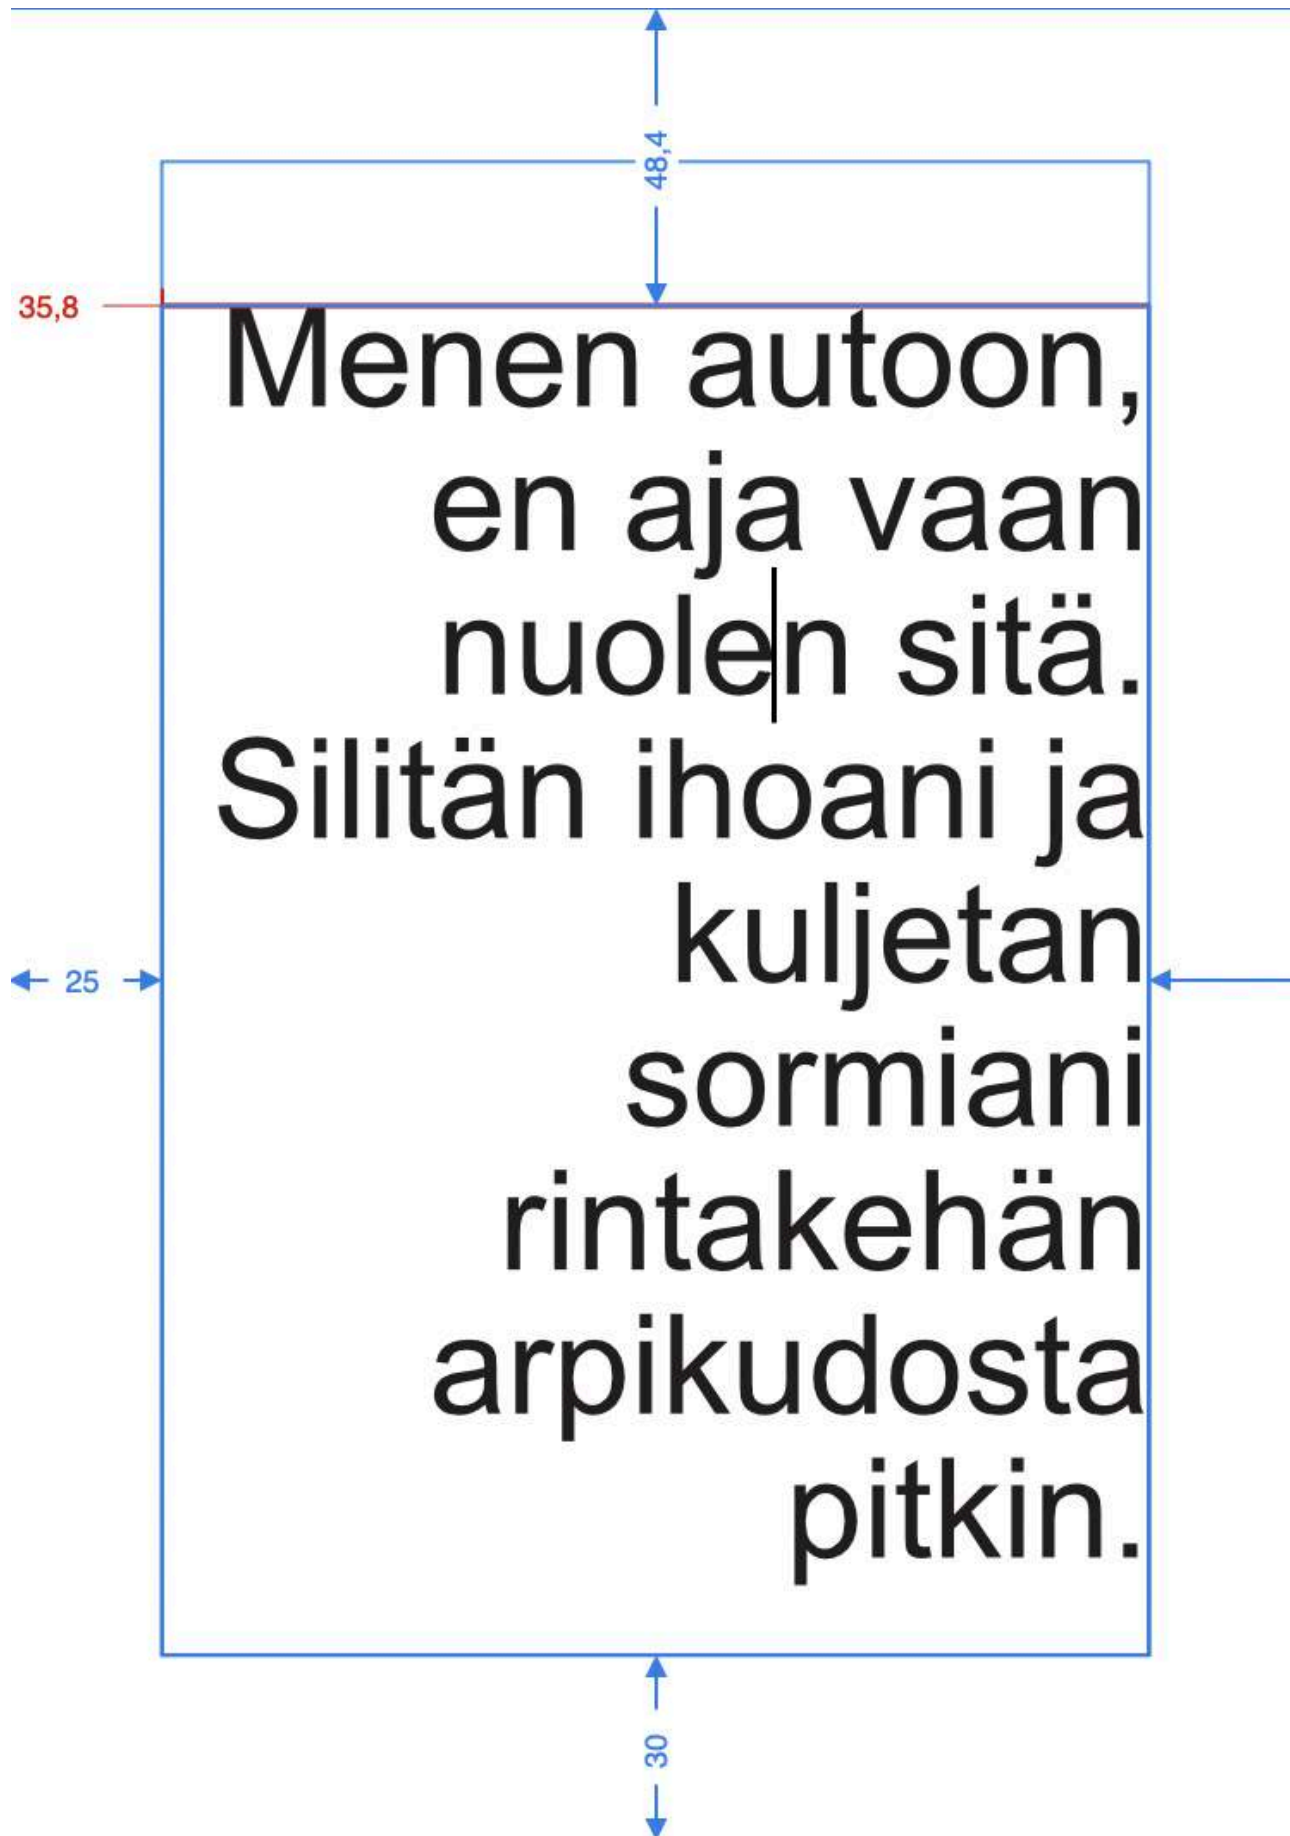 48,4
35,8
Menen autoon,
en aja vaan
nuolen sitä.
Silitän ihoani ja
kuljetan
25
sormiani
rintakehän
arpikudosta
pitkin.
30